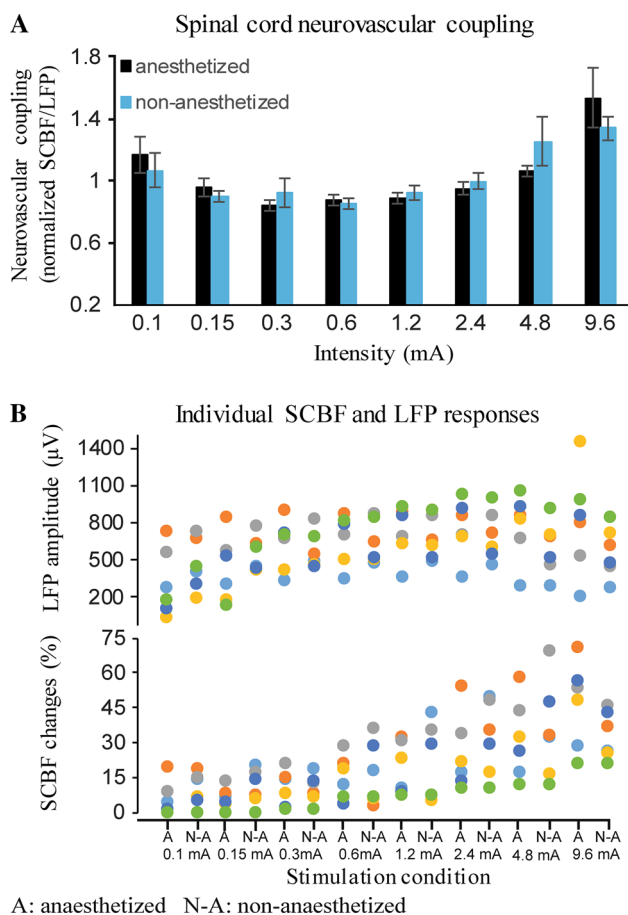 A
Spinal cord neurovascular coupling
Neurovascular coupling
(normalized SCBF/LFP)
1.8
1.4
1
0.6
0.2
anesthetized
non-anesthetized
0.1 0.15 0.3 0.6 1.2 2.4 4.8 9.6
Intensity (mA)
B
Individual SCBF and LFP responses
LFP amplitude (µV)
1400
1100
800
500
200
SCBF changes (%)
75
60
45
30
15
0
A N-A A N-A A N-A A N-A A N-A A N-A A N-A A N-A
0.1 mA 0.15 mA 0.3mA 0.6mA 1.2 mA 2.4 mA 4.8 mA 9.6 mA
Stimulation condition
A: anaesthetized N-A: non-anaesthetized